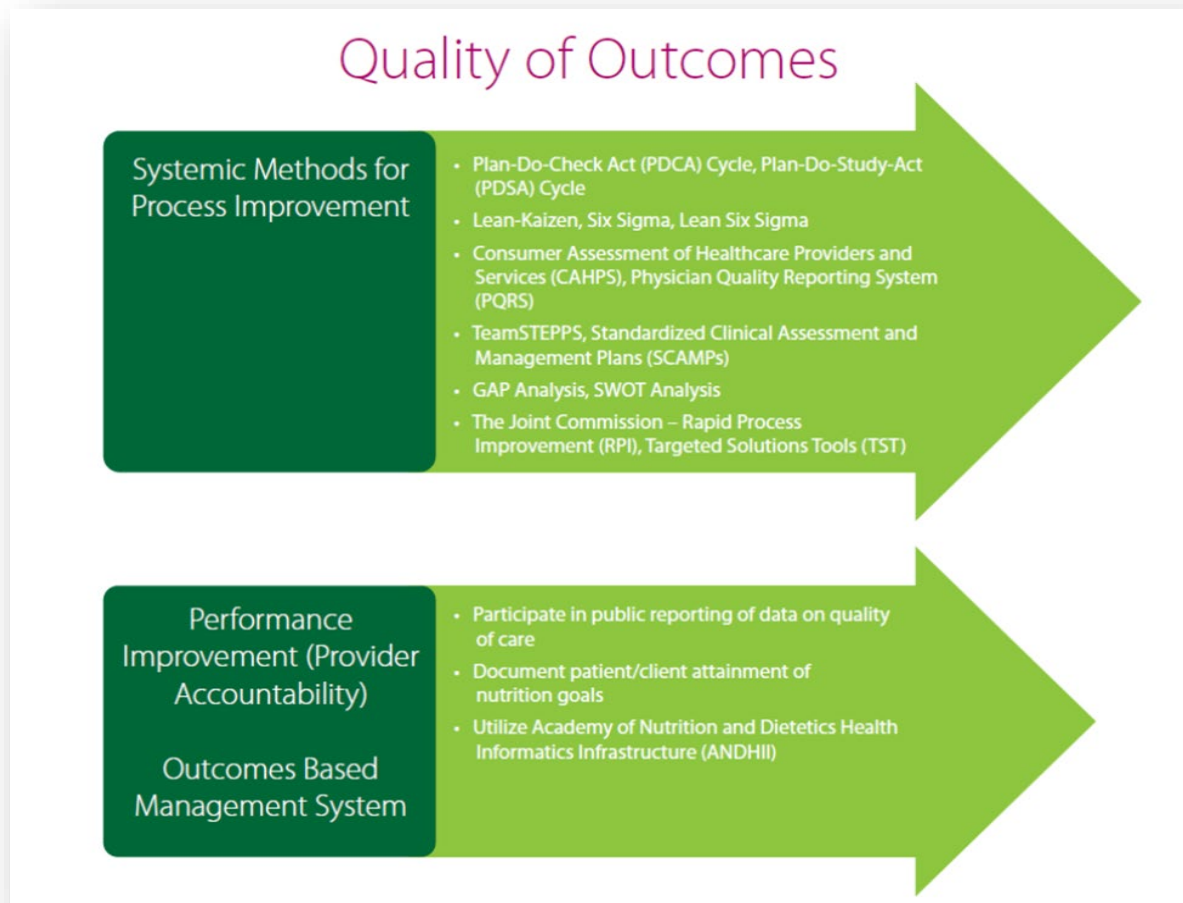 Quality of Outcomes
Systemic Methods for
Process Improvement
• Plan-Do-Check Act (PDCA) Cycle, Plan-Do-Study-Act
(PDSA) Cycle
• Lean-Kaizen, Six Sigma, Lean Six Sigma
• Consumer Assessment of Healthcare Providers and
Services (CAHPS), Physician Quality Reporting System
(PQRS)
• TeamSTEPPS, Standardized Clinical Assessment and
Management Plans (SCAMPs)
• GAP Analysis, SWOT Analysis
• The Joint Commission – Rapid Process
Improvement (RPI), Targeted Solutions Tools (TST)
Performance
Improvement (Provider
Accountability)
Outcomes Based
Management System
• Participate in public reporting of data on quality
of care
• Document patient/client attainment of
nutrition goals
• Utilize Academy of Nutrition and Dietetics Health
Informatics Infrastructure (ANDHII)